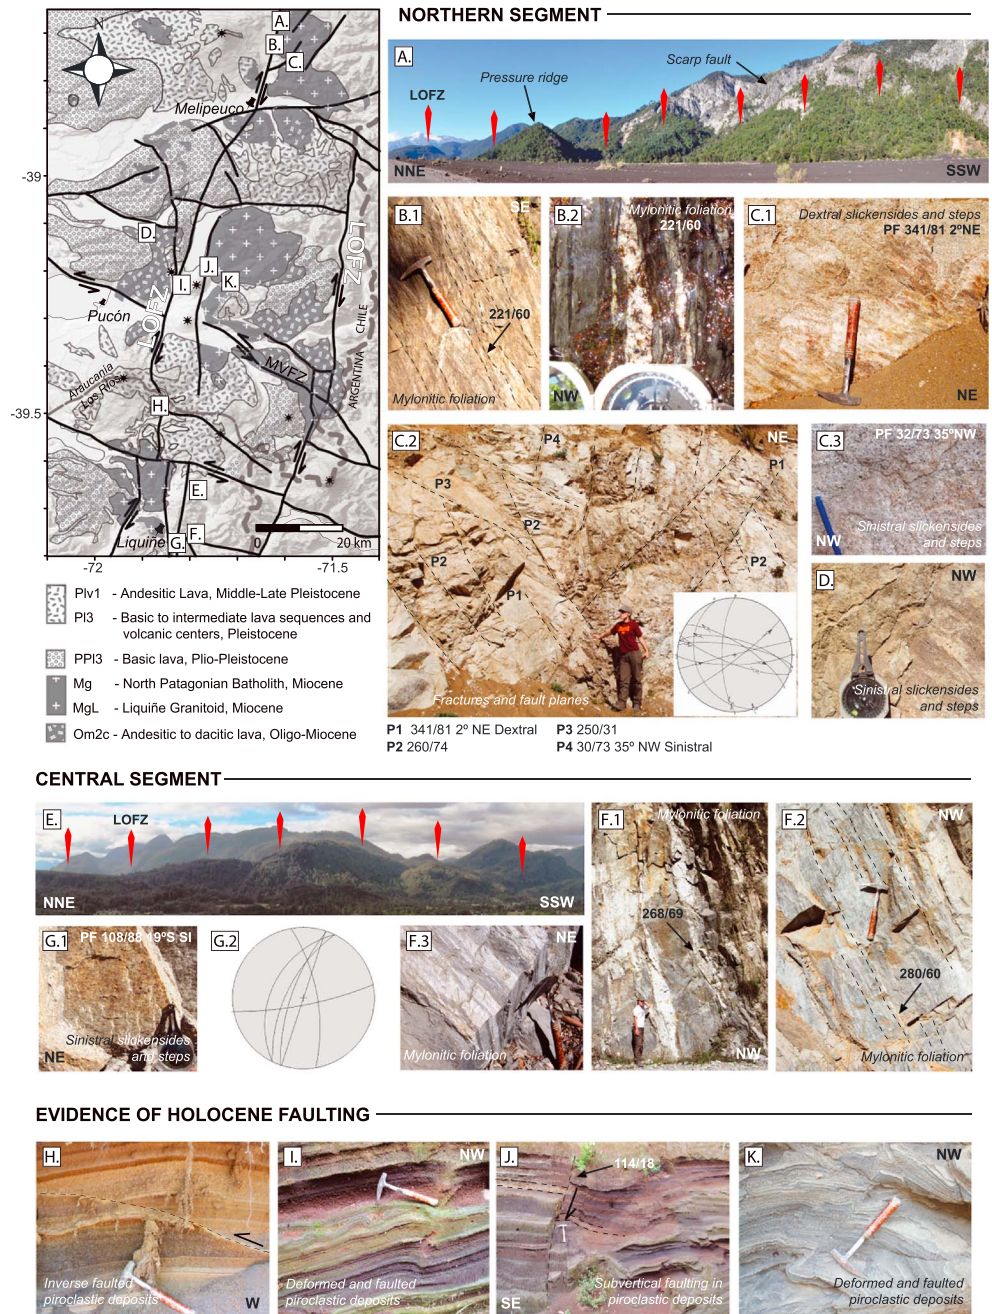 NORTHERN SEGMENT
N
A.
B.
C.
Melipeuco
-39
D.
J.
I.
K.
LOFZ
LOFZ
CHILE
ARGENTINA
Pucón
MVFZ
Araucanía
Los Ríos
H.
-39.5
E.
F.
G.
Liquiñe
0 20 km
-72 -71.5
Plv1 - Andesitic Lava, Middle-Late Pleistocene
Pl3 - Basic to intermediate lava sequences and
volcanic centers, Pleistocene
PPl3 - Basic lava, Plio-Pleistocene
Mg - North Patagonian Batholith, Miocene
MgL - Liquiñe Granitoid, Miocene
Om2c - Andesitic to dacitic lava, Oligo-Miocene
A.
Scarp fault
Pressure ridge
LOFZ
NNE SSW
B.1 SE
221/60
Mylonitic foliation
B.2 Mylonitic foliation
221/60
NW
C.1 Dextral slickensides and steps
PF 341/81 2ºNE
NE
C.2 P4 NE
P1
P3
P2
P2
P2
P1
Fractures and fault planes
C.3 PF 32/73 35ºNW
Sinistral slickensides
and steps
NW
D. NW
Sinistral slickensides
and steps
P1 341/81 2º NE Dextral P3 250/31
P2 260/74 P4 30/73 35º NW Sinistral
CENTRAL SEGMENT
E. LOFZ
NNE SSW
F.1 Mylonitic foliation
268/69
NW
F.2 NW
280/60
Mylonitic foliation
G.1 PF 108/88 19ºS SI
Sinistral slickensides
and steps
NE
G.2
F.3 NE
Mylonitic foliation
EVIDENCE OF HOLOCENE FAULTING
H.
Inverse faulted
piroclastic deposits W
I. NW
Deformed and faulted
piroclastic deposits
J. 114/18
Subvertical faulting in
piroclastic deposits
SE
K. NW
Deformed and faulted
piroclastic deposits